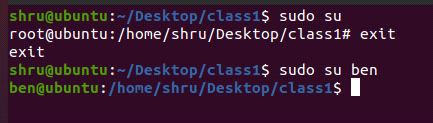 shru@ubuntu:~/Desktop/class1$ sudo su
root@ubuntu:/home/shru/Desktop/class1# exit
exit
shru@ubuntu:~/Desktop/class1$ sudo su ben
ben@ubuntu:/home/shru/Desktop/class1$